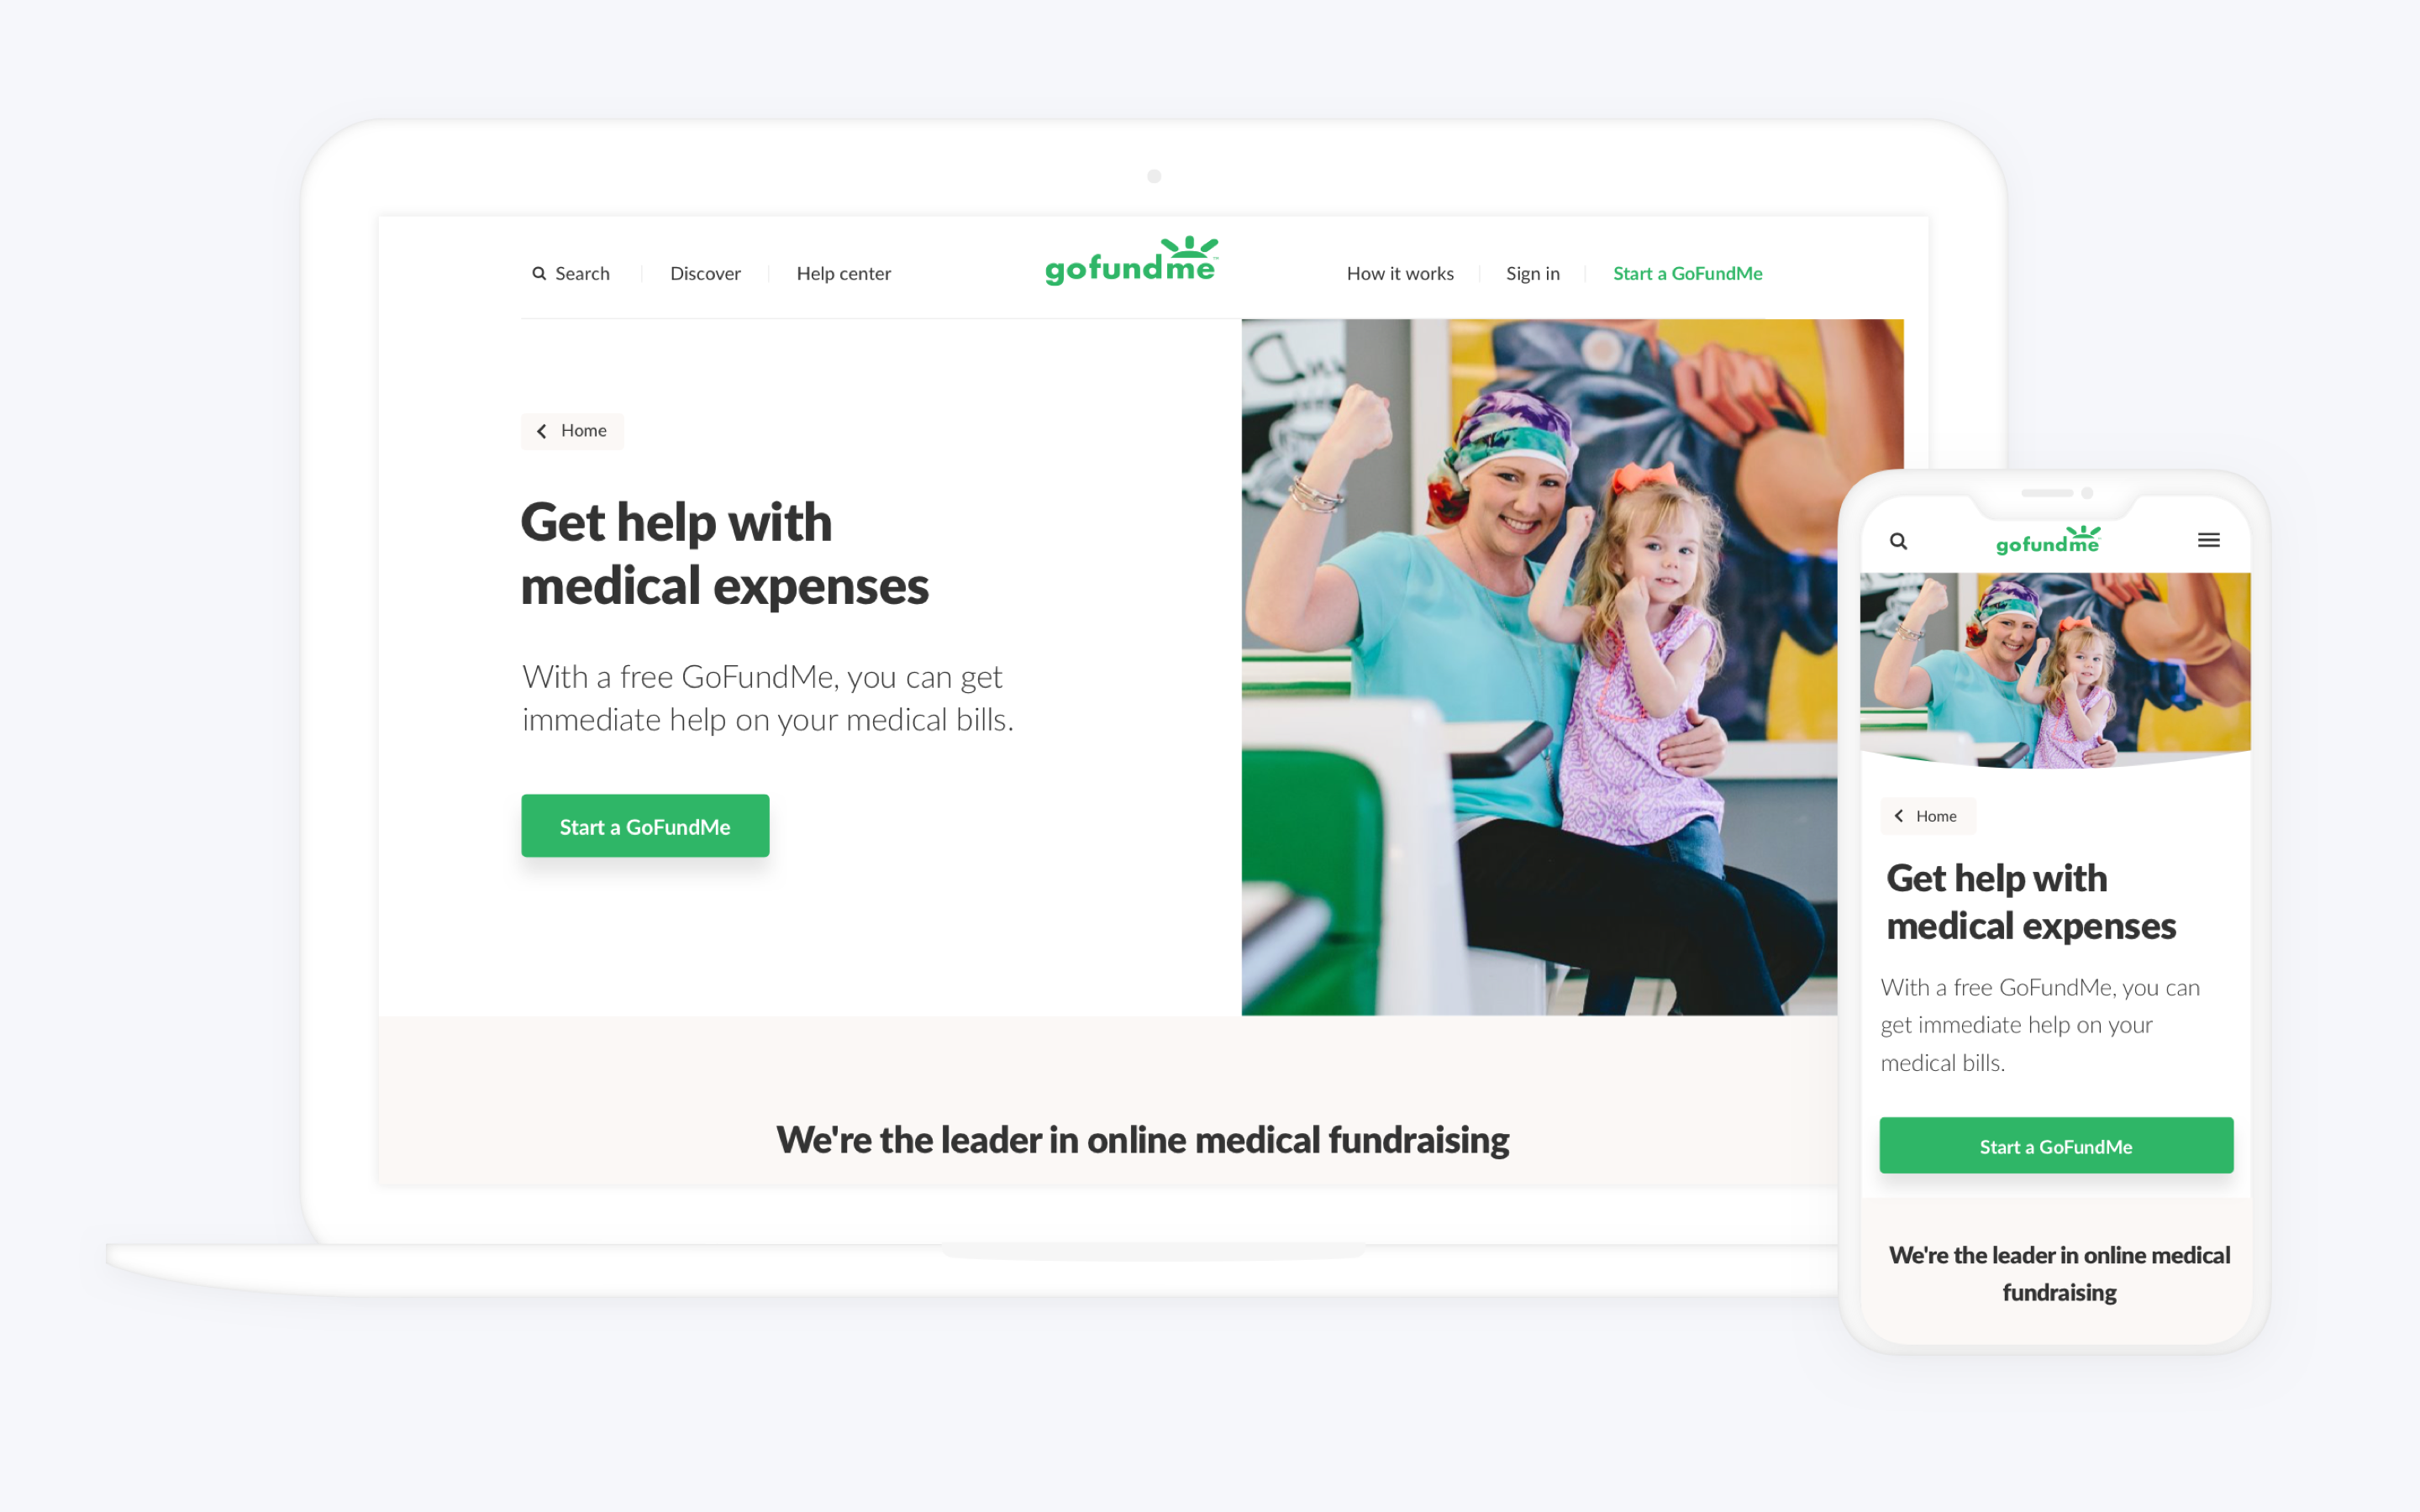 Search
Discover
Help center
gofundme
How it works
Sign in
Start a GoFundMe
Home
Get help with
medical expenses
With a free GoFundMe, you can get
immediate help on your medical bills.
Start a GoFundMe
We're the leader in online medical fundraising
gofundme
Home
Get help with
medical expenses
With a free GoFundMe, you can
get immediate help on your
medical bills.
Start a GoFundMe
We're the leader in online medical
fundraising